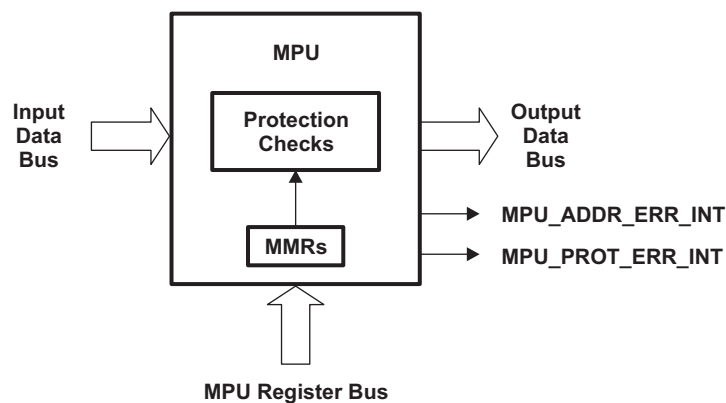 MPU
Input
Data
Bus
Protection
Checks
Output
Data
Bus
MPU_ADDR_ERR_INT
MMRs
MPU_PROT_ERR_INT
MPU Register Bus